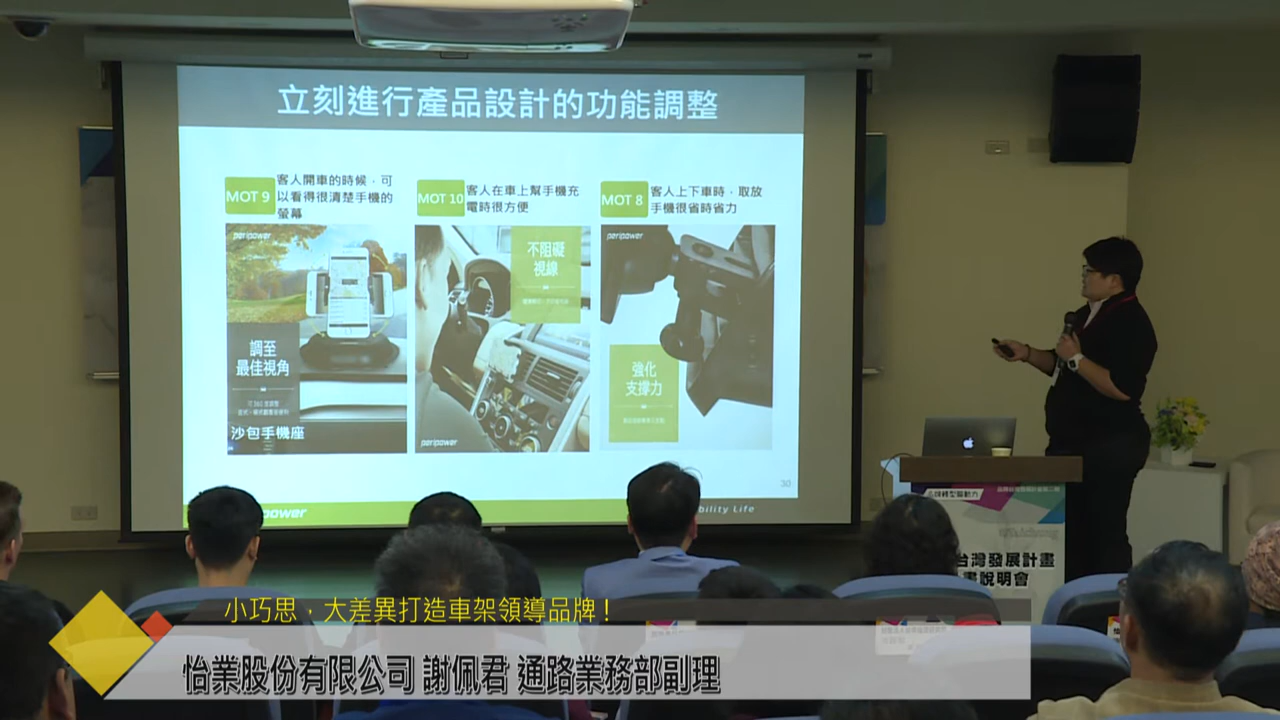 立刻進行產品設計的功能調整
MOT 9
客人開車的時候,可
以看得很清楚手機的
螢幕
MOT 10
客人在車上幫手機充
電時很方便
MOT 8
客人上下車時,取放
手機很省時省力
peripower
調至
最佳視角
沙包手機座
不阻礙
視線
peripower
peripower
強化
支撐力
30
power
bility Life
台灣發展計畫
畫說明會
小巧思,大差異打造車架領導品牌!
怡業股份有限公司 謝佩君 通路業務部副理